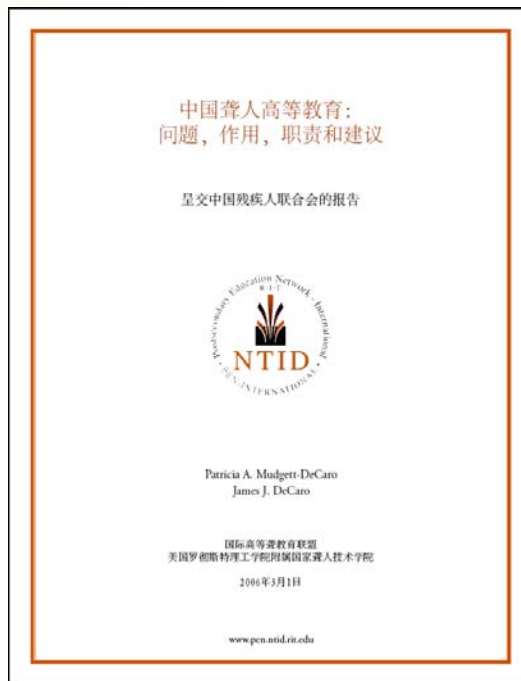 中国聋人高等教育：
问题，作用，职责和建议
呈交中国残疾人联合会的报告
Postsecondary Education Network - International
R·I·T
NTID
• PEN-INTERNATIONAL •
Patricia A. Mudgett-DeCaro
James J. DeCaro
国际高等聋教育联盟
美国罗彻斯特理工学院附属国家聋人技术学院
2006年3月1日
www.pen.ntid.rit.edu